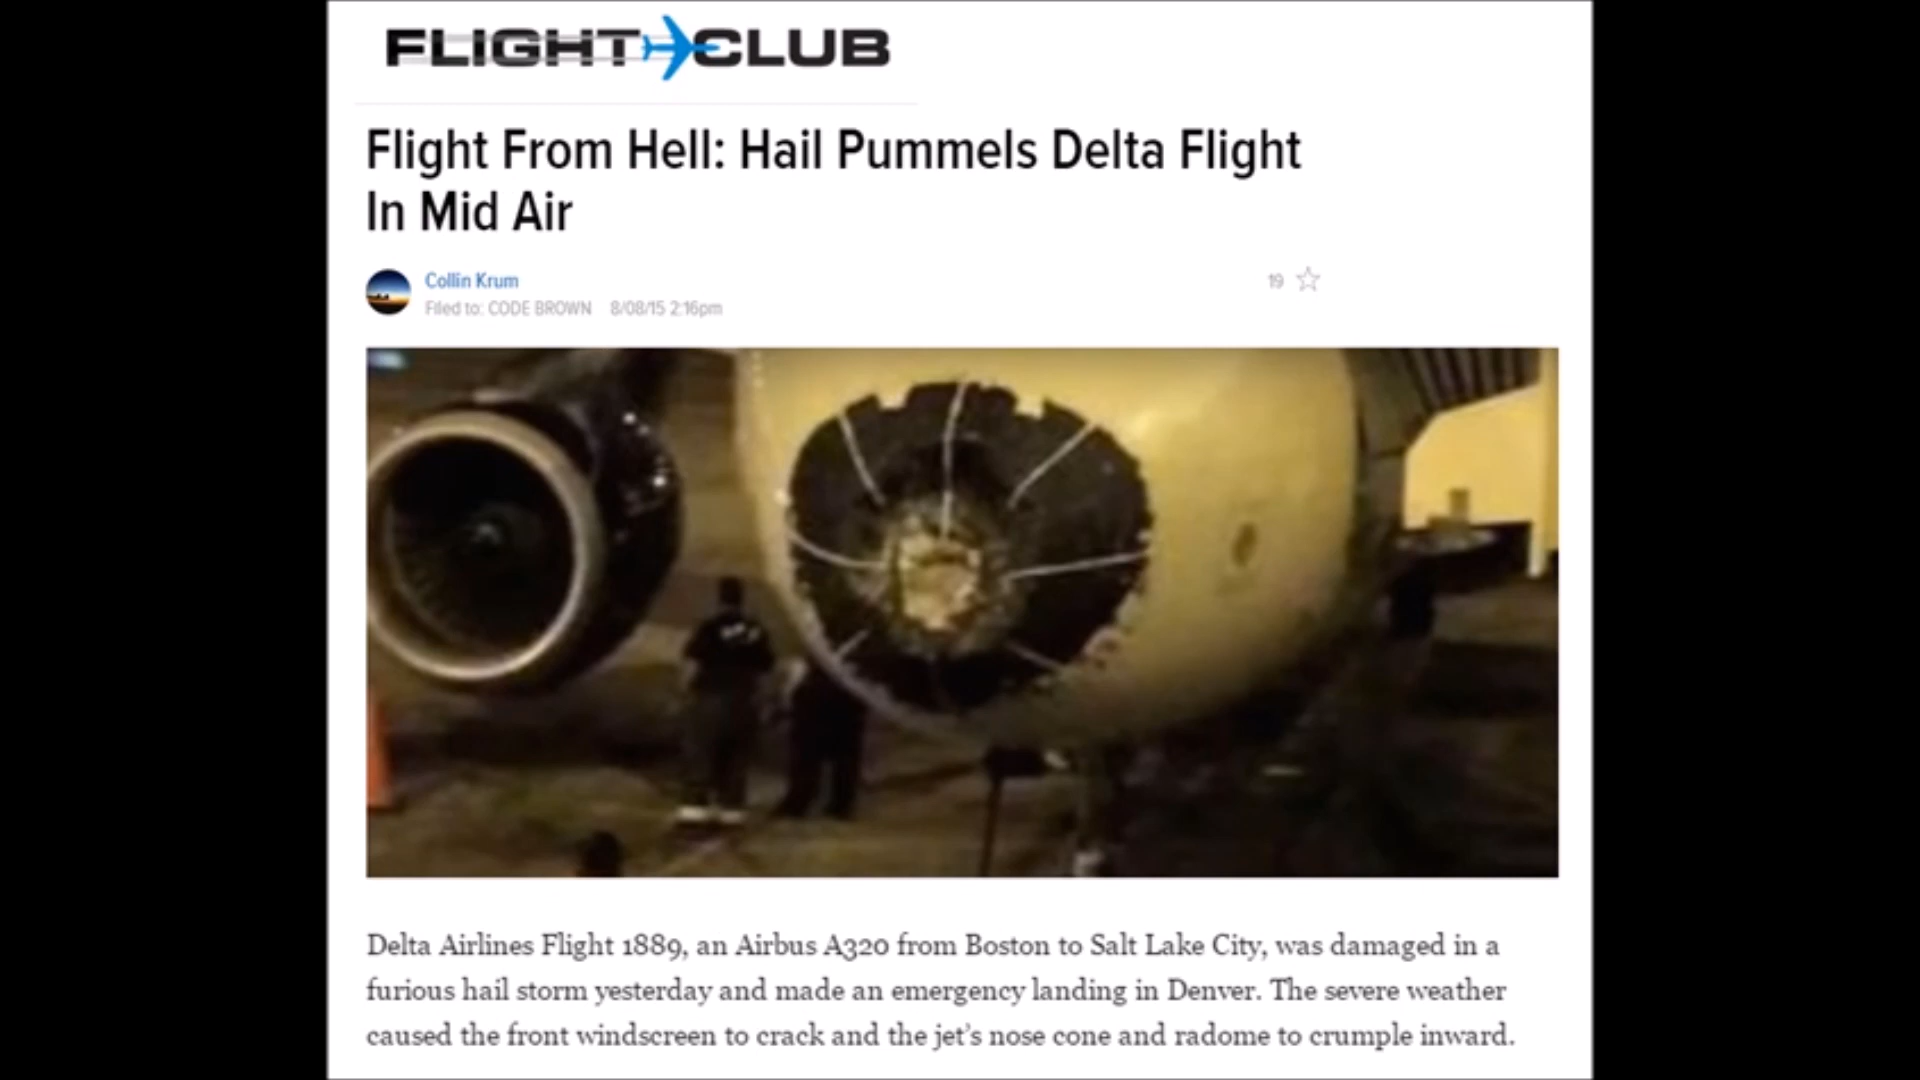 FLIGHT CLUB
Flight From Hell: Hail Pummels Delta Flight
In Mid Air
Collin Krum
19
Filed to: CODE BROWN 8/08/15 2:16pm
Delta Airlines Flight 1889, an Airbus A320 from Boston to Salt Lake City, was damaged in a
furious hail storm yesterday and made an emergency landing in Denver. The severe weather
caused the front windscreen to crack and the jet's nose cone and radome to crumple inward.